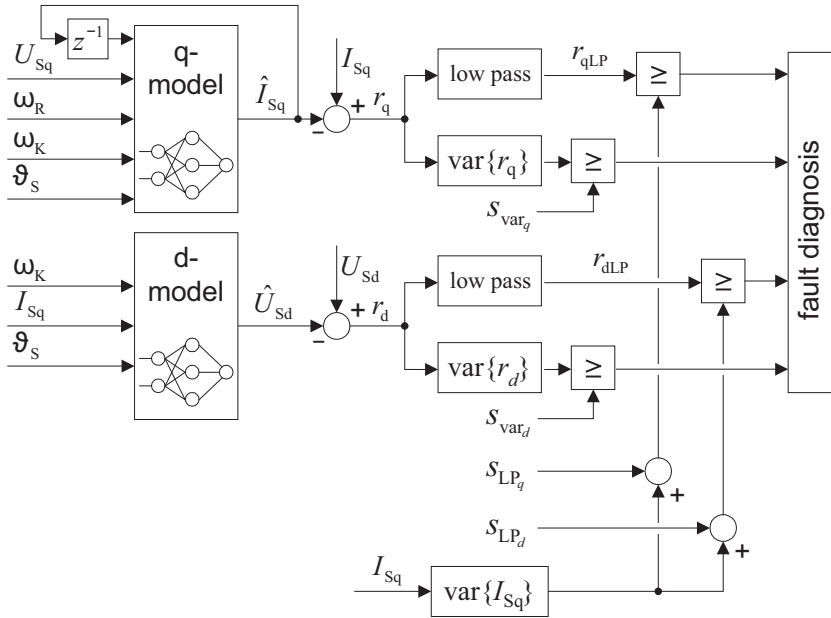 z⁻¹
U_Sq
ω_R
ω_K
ϑ_S
q-
model
Î_Sq
I_Sq
+
−
r_q
low pass
r_qLP
≥
var{r_q}
≥
s_var_q
fault diagnosis
ω_K
I_Sq
ϑ_S
d-
model
Û_Sd
U_Sd
+
−
r_d
low pass
r_dLP
≥
var{r_d}
≥
s_var_d
s_LP_q
+
s_LP_d
+
I_Sq
var{I_Sq}